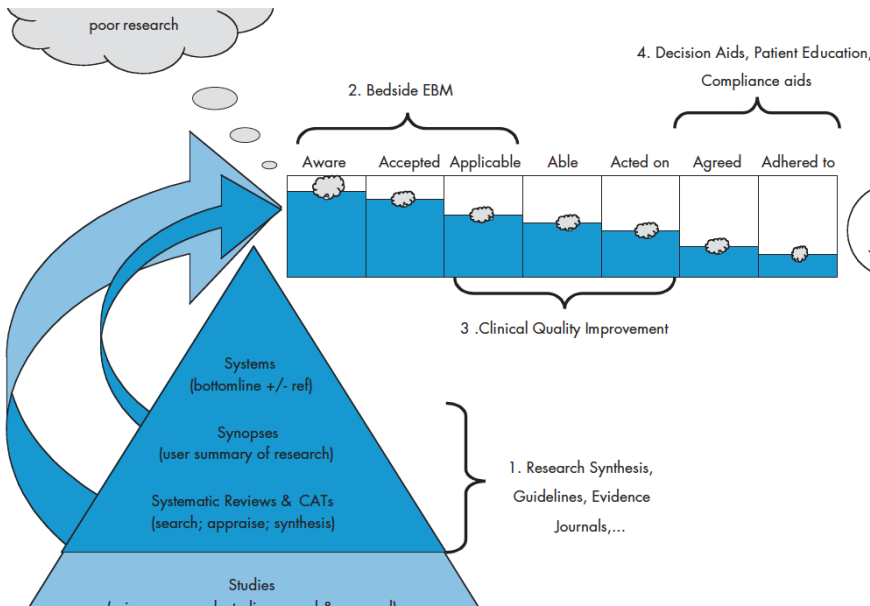 poor research
4. Decision Aids, Patient Education,
Compliance aids
2. Bedside EBM
Aware Accepted Applicable Able Acted on Agreed Adhered to
3 .Clinical Quality Improvement
Systems
(bottomline +/- ref)
Synopses
(user summary of research)
Systematic Reviews & CATs
(search; appraise; synthesis)
1. Research Synthesis,
Guidelines, Evidence
Journals,...
Studies